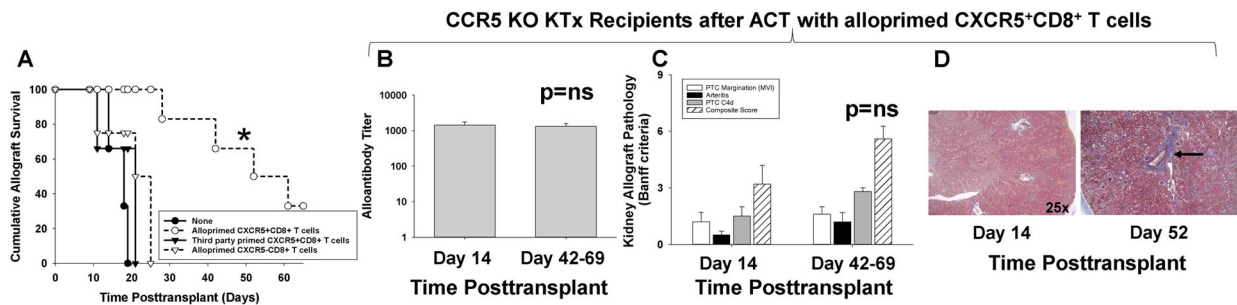 CCR5 KO KTx Recipients after ACT with alloprimed CXCR5+CD8+ T cells
A
Cumulative Allograft Survival
100
80
60
40
20
0
*
None
Alloprimed CXCR5+CD8+ T cells
Third party primed CXCR5+CD8+ T cells
Alloprimed CXCR5-CD8+ T cells
0 10 20 30 40 50 60
Time Posttransplant (Days)
B
p=ns
Alloantibody Titer
10000
1000
100
10
1
Day 14 Day 42-69
Time Posttransplant
C
Kidney Allograft Pathology
(Banff criteria)
9
6
3
0
PTC Margination (MVI)
Arteritis
PTC C4d
Composite Score
p=ns
Day 14 Day 42-69
Time Posttransplant
D
25x
Day 14 Day 52
Time Posttransplant